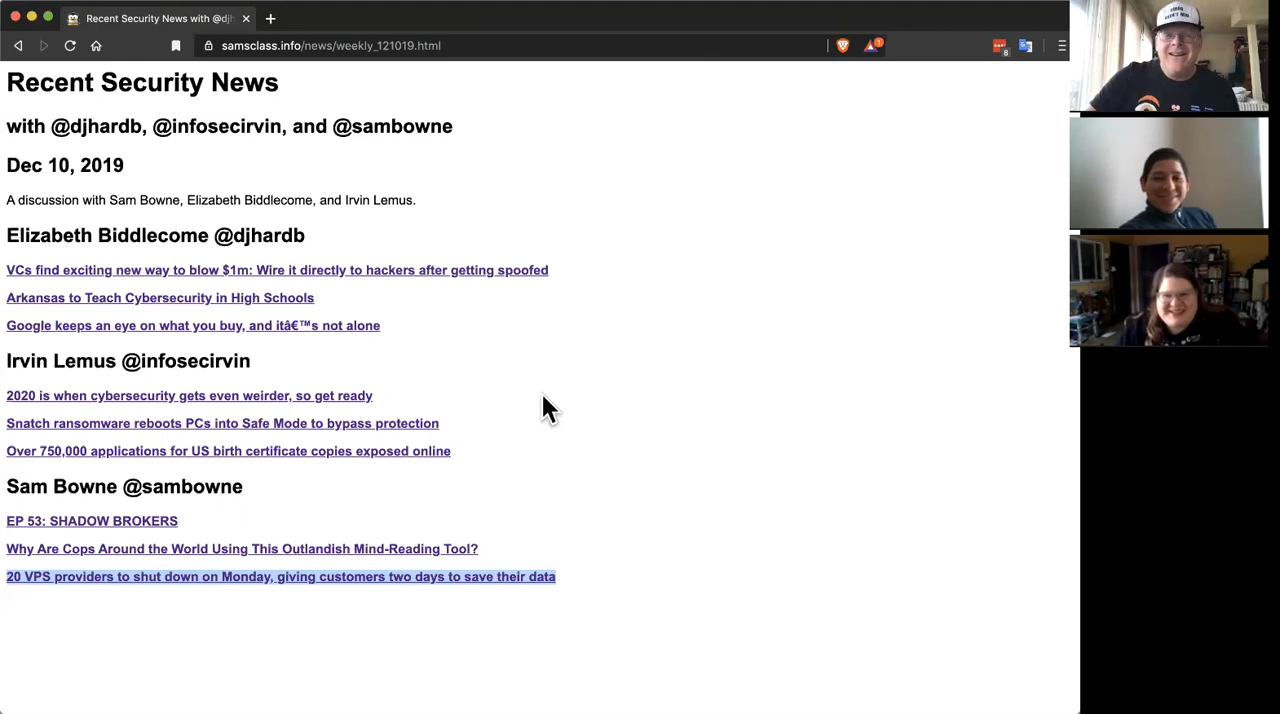 Recent Security News with @djh
samsclass.info/news/weekly_121019.html
1
8
Recent Security News
with @djhardb, @infosecirvin, and @sambowne
Dec 10, 2019
A discussion with Sam Bowne, Elizabeth Biddlecome, and Irvin Lemus.
Elizabeth Biddlecome @djhardb
VCs find exciting new way to blow $1m: Wire it directly to hackers after getting spoofed
Arkansas to Teach Cybersecurity in High Schools
Google keeps an eye on what you buy, and itâ€™s not alone
Irvin Lemus @infosecirvin
2020 is when cybersecurity gets even weirder, so get ready
Snatch ransomware reboots PCs into Safe Mode to bypass protection
Over 750,000 applications for US birth certificate copies exposed online
Sam Bowne @sambowne
EP 53: SHADOW BROKERS
Why Are Cops Around the World Using This Outlandish Mind-Reading Tool?
20 VPS providers to shut down on Monday, giving customers two days to save their data